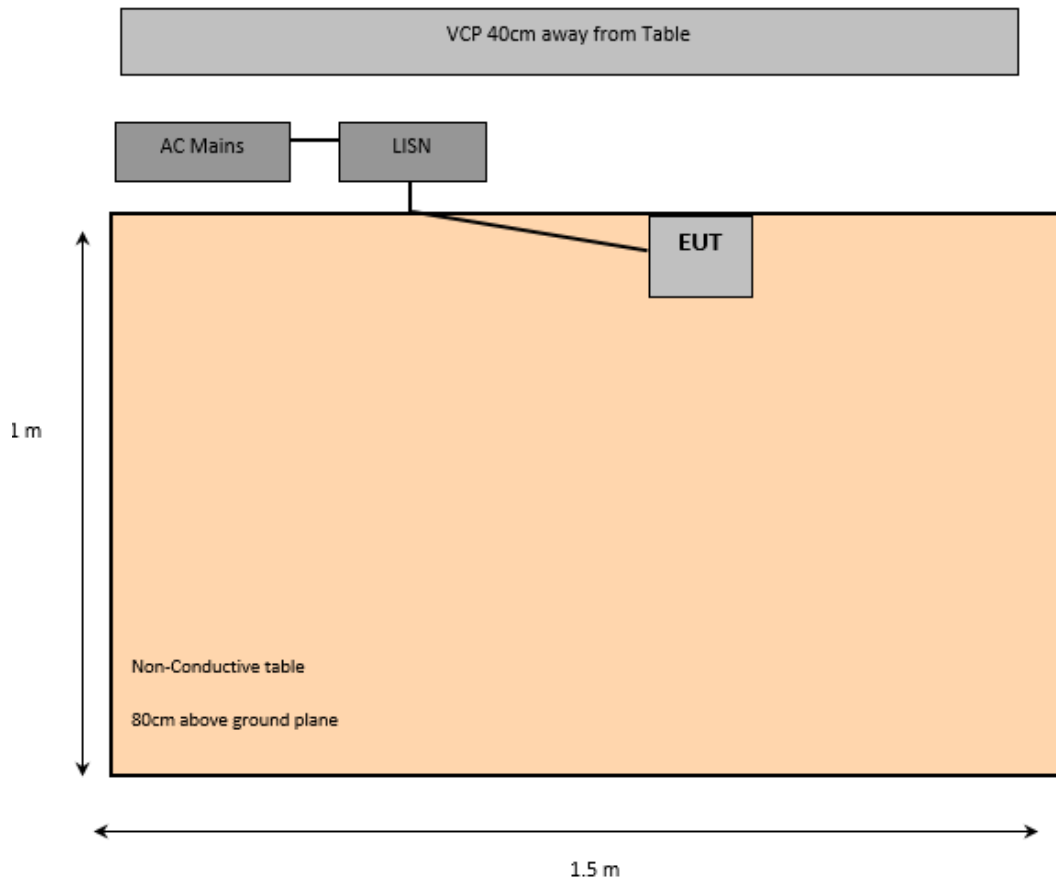 VCP 40cm away from Table
AC Mains
LISN
EUT
1 m
Non-Conductive table
80cm above ground plane
1.5 m